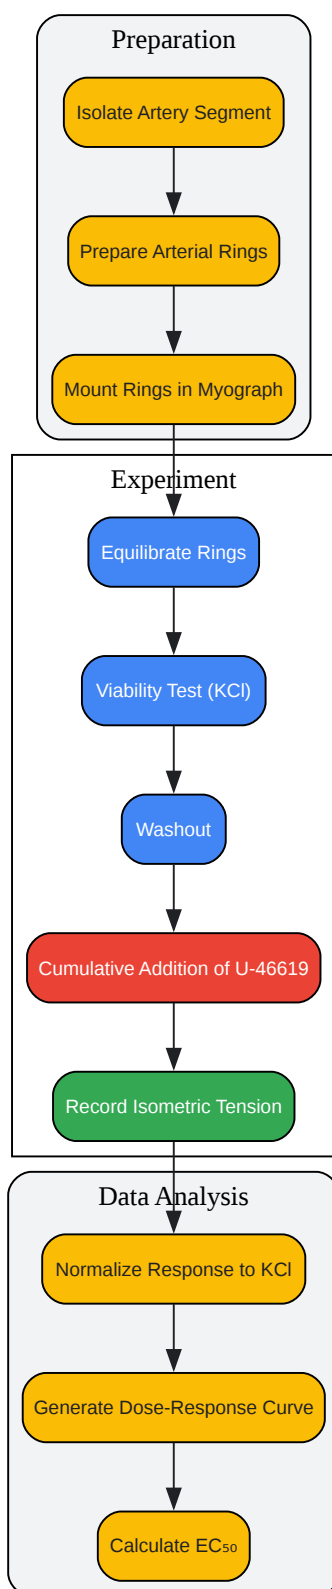 Preparation
Isolate Artery Segment
Prepare Arterial Rings
Mount Rings in Myograph
Experiment
Equilibrate Rings
Viability Test (KCl)
Washout
Cumulative Addition of U-46619
Record Isometric Tension
Data Analysis
Normalize Response to KCl
Generate Dose-Response Curve
Calculate EC₅₀